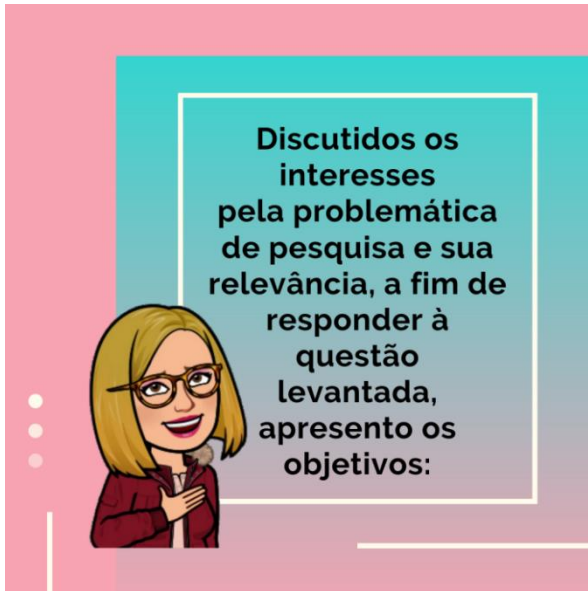 Discutidos os
interesses
pela problemática
de pesquisa e sua
relevância, a fim de
responder à
questão
levantada,
apresento os
objetivos: